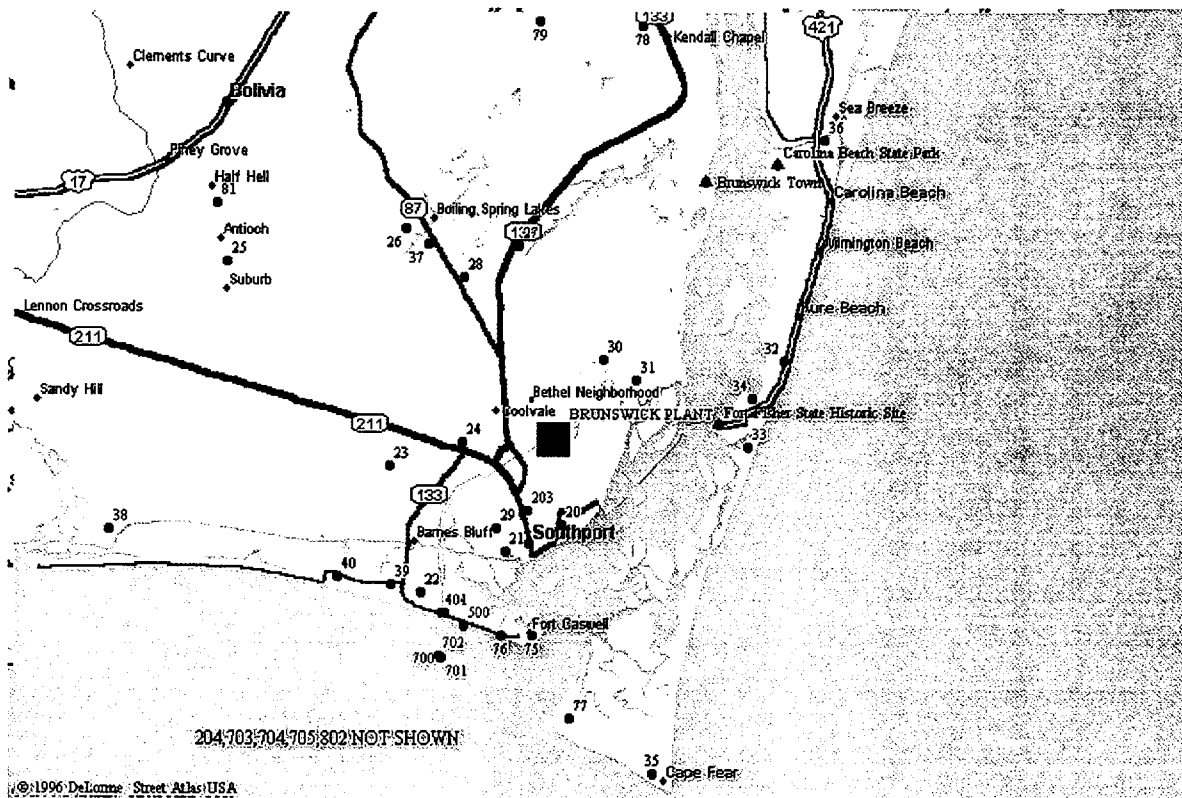 133
79
78
Kendall Chapel
421
Clements Curve
Bolivia
Sea Breeze
36
Piney Grove
Carolina Beach State Park
17
Half Hell
Brunswick Town
81
Carolina Beach
87
Boiling Spring Lakes
26
37
Antioch
25
Wilmington Beach
28
Suburb
Lennon Crossroads
Kure Beach
211
30
32
31
Sandy Hill
34
Bethel Neighborhood
Coolvale
BRUNSWICK PLANT
Fort Fisher State Historic Site
211
24
33
23
133
203
38
29
20
Barnes Bluff
21
Southport
40
39
22
401
500
Fort Caswell
702
76
75
700
701
77
204,703,704,705,802 NOT SHOWN
35
Cape Fear
© 1996 DeLorme Street Atlas USA